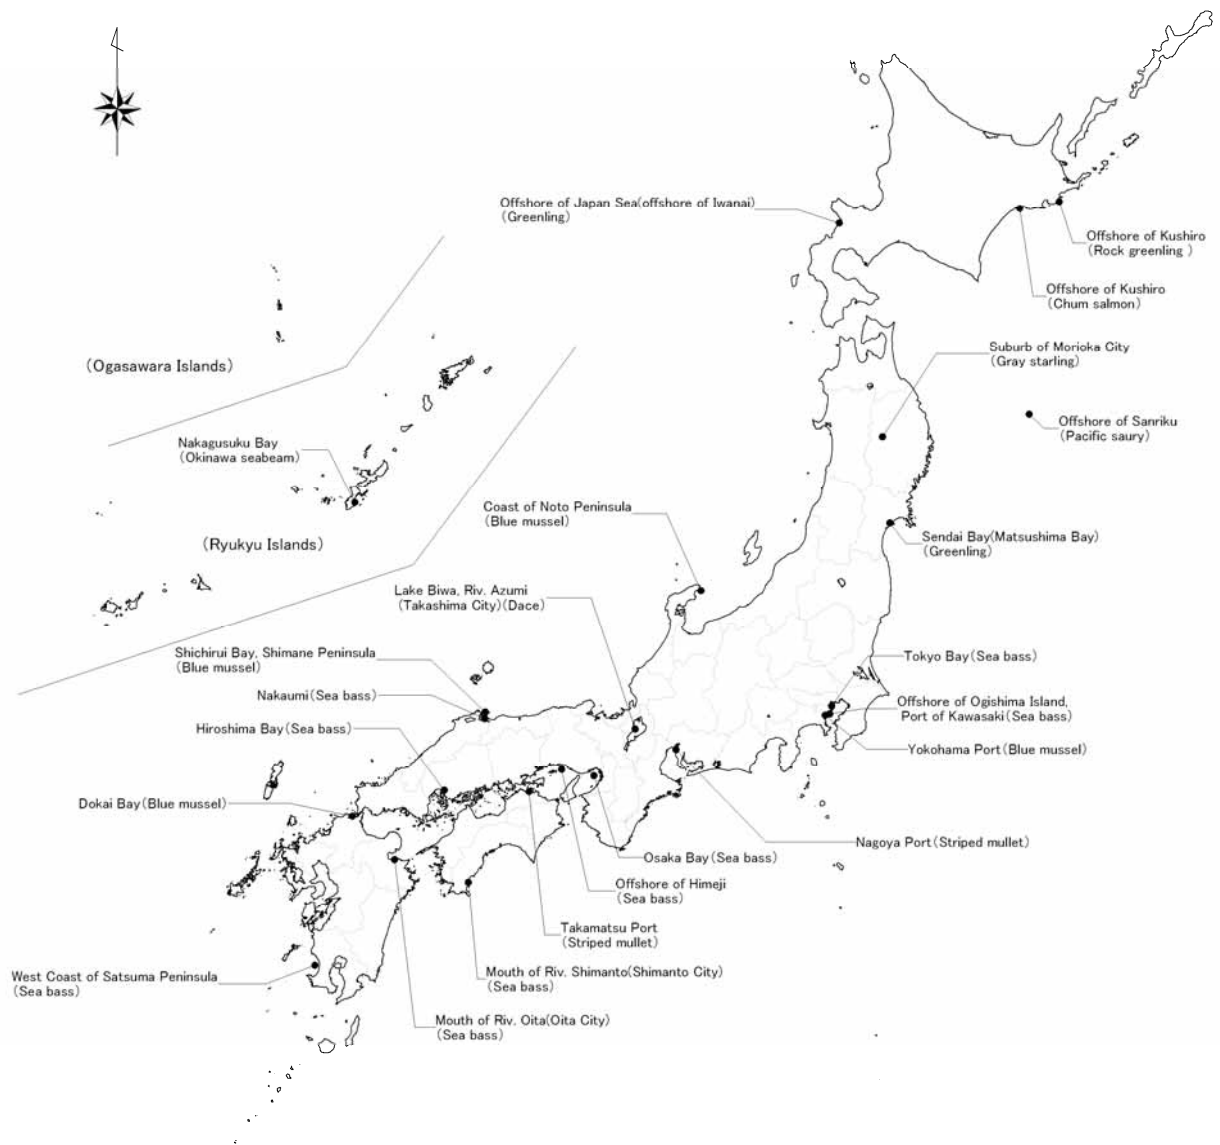 Offshore of Japan Sea(offshore of Iwanai)
(Greenling)
Offshore of Kushiro
(Rock greenling )
Offshore of Kushiro
(Chum salmon)
Suburb of Morioka City
(Gray starling)
(Ogasawara Islands)
Offshore of Sanriku
(Pacific saury)
Nakagusuku Bay
(Okinawa seabeam)
Coast of Noto Peninsula
(Blue mussel)
Sendai Bay(Matsushima Bay)
(Greenling)
(Ryukyu Islands)
Lake Biwa, Riv. Azumi
(Takashima City)(Dace)
Shichirui Bay, Shimane Peninsula
(Blue mussel)
Tokyo Bay(Sea bass)
Nakaumi(Sea bass)
Offshore of Ogishima Island,
Port of Kawasaki(Sea bass)
Hiroshima Bay(Sea bass)
Yokohama Port(Blue mussel)
Dokai Bay(Blue mussel)
Nagoya Port(Striped mullet)
Osaka Bay(Sea bass)
Offshore of Himeji
(Sea bass)
Takamatsu Port
(Striped mullet)
Mouth of Riv. Shimanto(Shimanto City)
(Sea bass)
West Coast of Satsuma Peninsula
(Sea bass)
Mouth of Riv. Oita(Oita City)
(Sea bass)